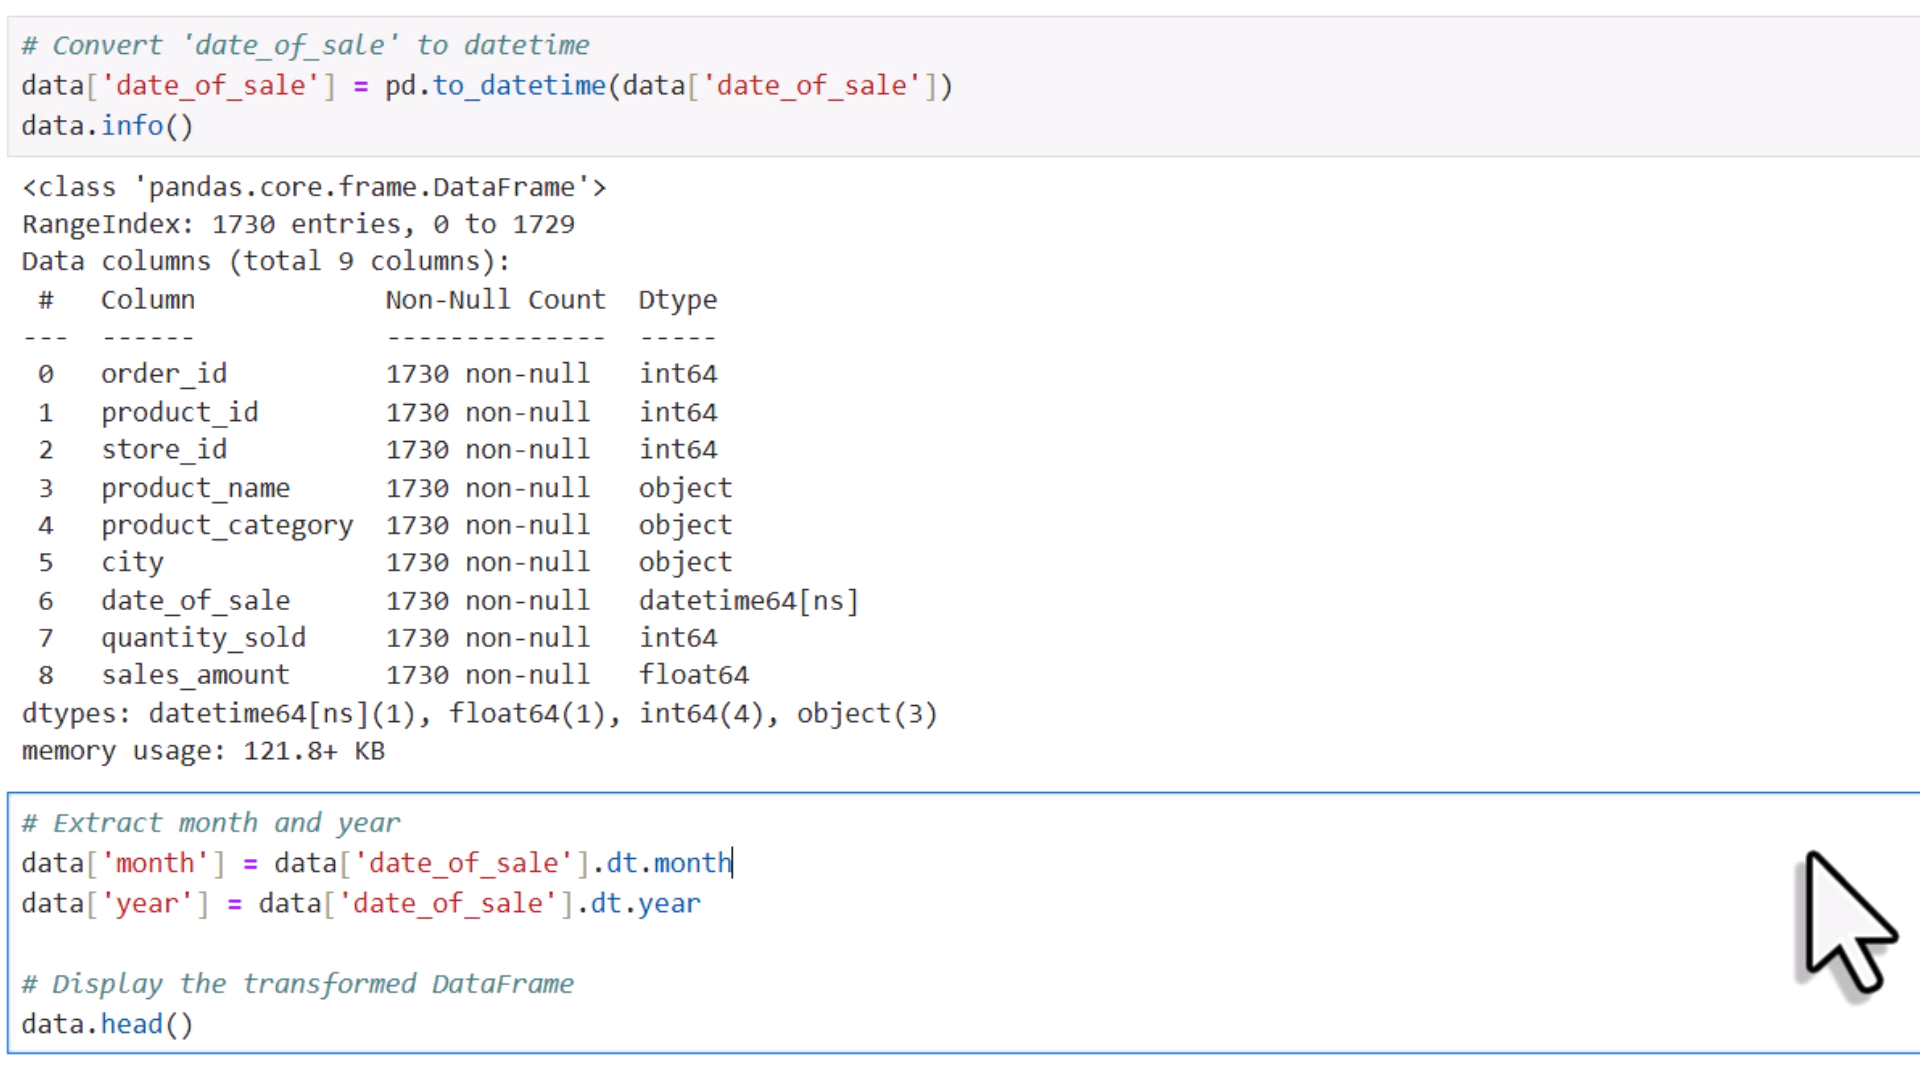 # Convert 'date_of_sale' to datetime
data['date_of_sale'] = pd.to_datetime(data['date_of_sale'])
data.info()
<class 'pandas.core.frame.DataFrame'>
RangeIndex: 1730 entries, 0 to 1729
Data columns (total 9 columns):
 #   Column            Non-Null Count  Dtype
---  ------            --------------  -----
 0   order_id          1730 non-null   int64
 1   product_id        1730 non-null   int64
 2   store_id          1730 non-null   int64
 3   product_name      1730 non-null   object
 4   product_category  1730 non-null   object
 5   city              1730 non-null   object
 6   date_of_sale      1730 non-null   datetime64[ns]
 7   quantity_sold     1730 non-null   int64
 8   sales_amount      1730 non-null   float64
dtypes: datetime64[ns](1), float64(1), int64(4), object(3)
memory usage: 121.8+ KB
# Extract month and year
data['month'] = data['date_of_sale'].dt.month
data['year'] = data['date_of_sale'].dt.year
# Display the transformed DataFrame
data.head()